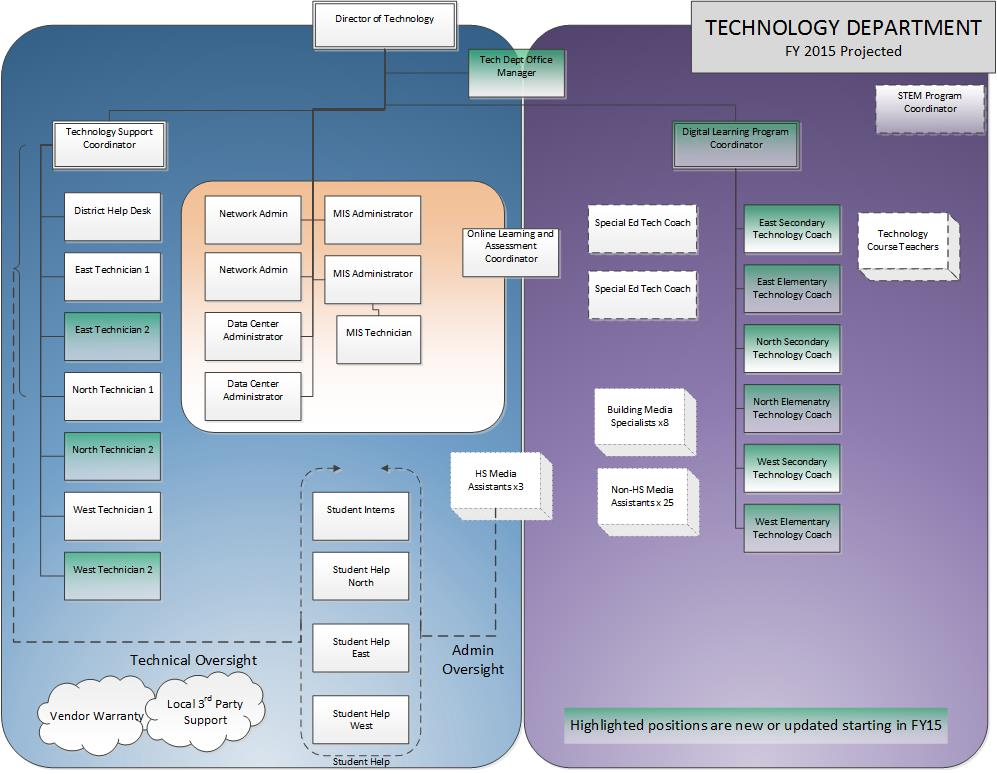 Director of Technology
TECHNOLOGY DEPARTMENT
FY 2015 Projected
Tech Dept Office
Manager
STEM Program
Coordinator
Technology Support
Coordinator
Digital Learning Program
Coordinator
District Help Desk
East Technician 1
East Technician 2
North Technician 1
North Technician 2
West Technician 1
West Technician 2
Network Admin
Network Admin
Data Center
Administrator
Data Center
Administrator
MIS Administrator
MIS Administrator
MIS Technician
Online Learning and
Assessment
Coordinator
Special Ed Tech Coach
Special Ed Tech Coach
East Secondary
Technology Coach
East Elementary
Technology Coach
North Secondary
Technology Coach
North Elemenatry
Technology Coach
West Secondary
Technology Coach
West Elementary
Technology Coach
Technology
Course Teachers
Building Media
Specialists x8
Non-HS Media
Assistants x 25
HS Media
Assistants x3
Student Interns
Student Help
North
Student Help
East
Student Help
West
Student Help
Technical Oversight
Admin
Oversight
Vendor Warranty
Local 3rd Party
Support
Highlighted positions are new or updated starting in FY15